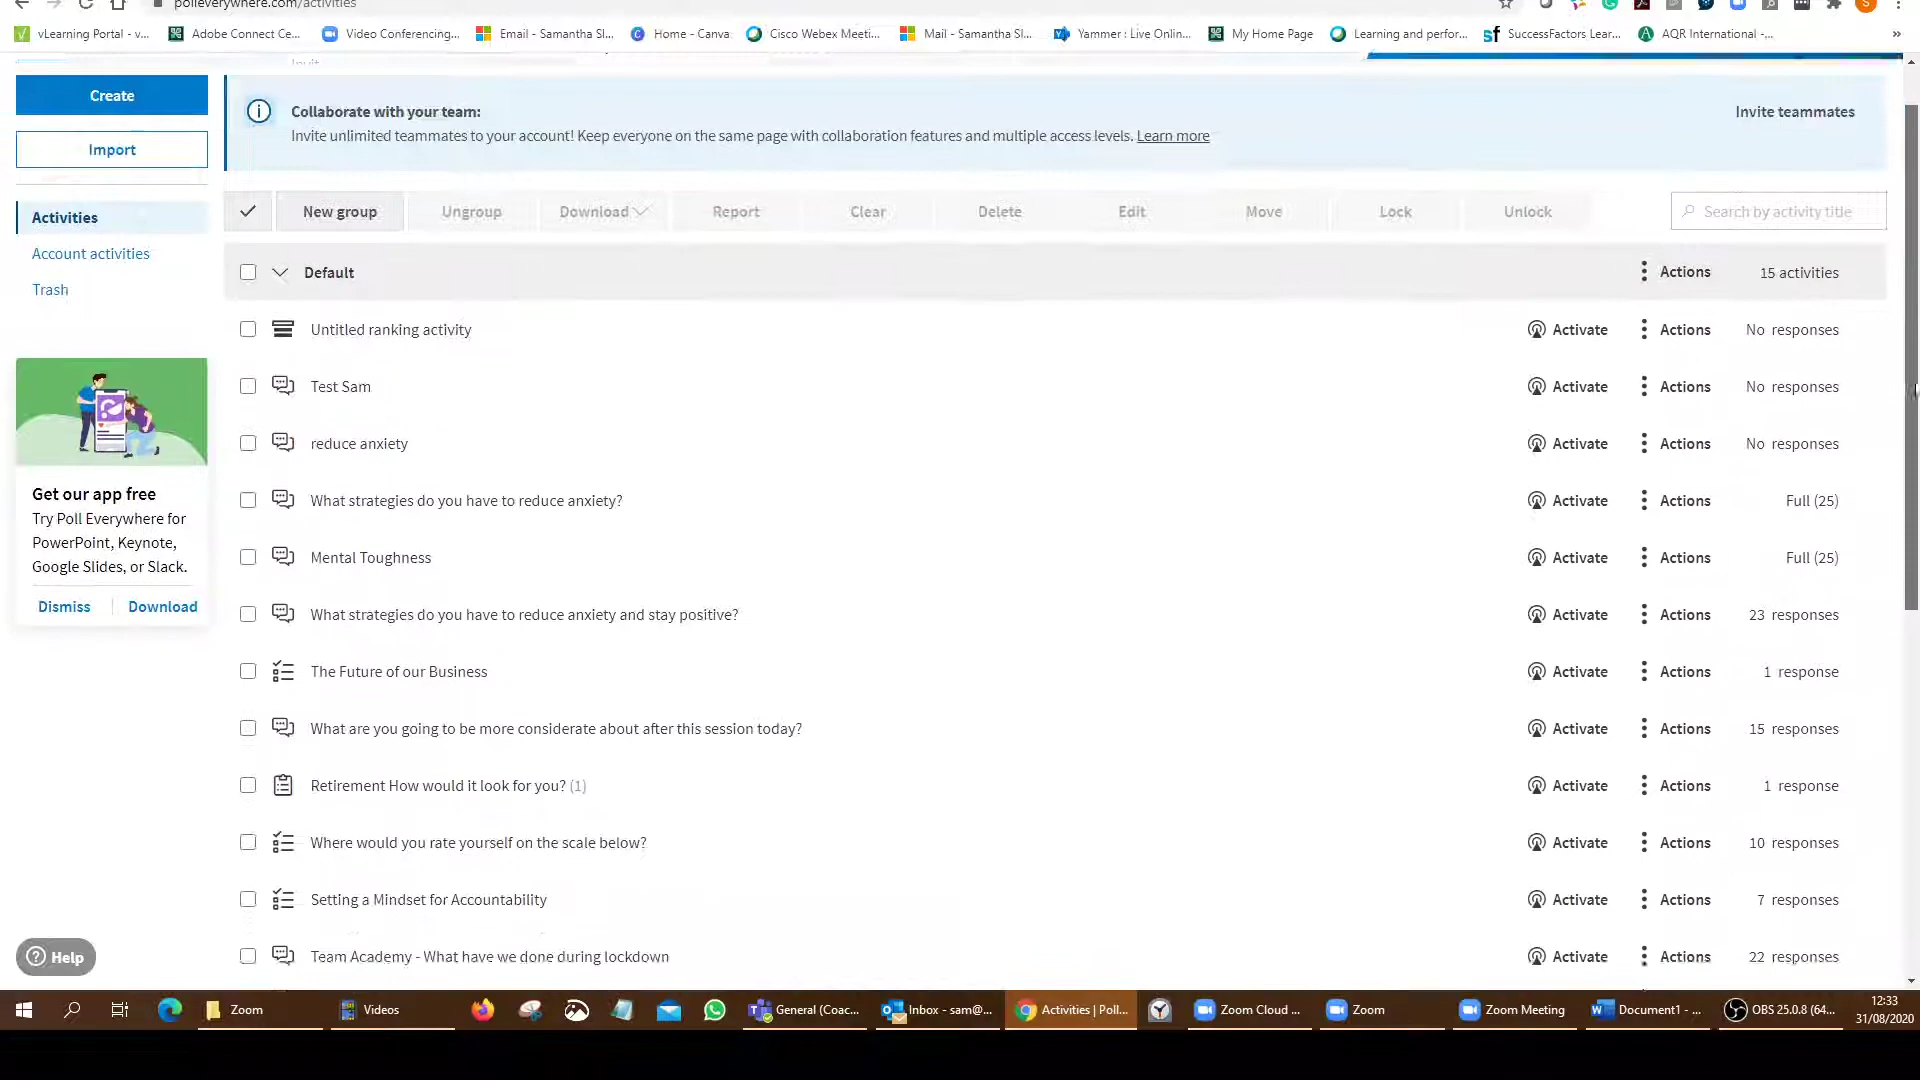 polleverywhere.com/activities
vLearning Portal - v...
Adobe Connect Ce...
Video Conferencing...
Email - Samantha Sl...
Home - Canva
Cisco Webex Meeti...
Mail - Samantha Sl...
Yammer : Live Onlin...
My Home Page
Learning and perfor...
SuccessFactors Lear...
AQR International -...
»
Create
Import
Activities
Account activities
Trash
Get our app free
Try Poll Everywhere for
PowerPoint, Keynote,
Google Slides, or Slack.
Dismiss
Download
Help
Collaborate with your team:
Invite teammates
Invite unlimited teammates to your account! Keep everyone on the same page with collaboration features and multiple access levels. Learn more
New group
Ungroup
Download
Report
Clear
Delete
Edit
Move
Lock
Unlock
Search by activity title
Default Actions 15 activities
Untitled ranking activity Activate Actions No responses
Test Sam Activate Actions No responses
reduce anxiety Activate Actions No responses
What strategies do you have to reduce anxiety? Activate Actions Full (25)
Mental Toughness Activate Actions Full (25)
What strategies do you have to reduce anxiety and stay positive? Activate Actions 23 responses
The Future of our Business Activate Actions 1 response
What are you going to be more considerate about after this session today? Activate Actions 15 responses
Retirement How would it look for you? (1) Activate Actions 1 response
Where would you rate yourself on the scale below? Activate Actions 10 responses
Setting a Mindset for Accountability Activate Actions 7 responses
Team Academy - What have we done during lockdown Activate Actions 22 responses
Zoom
Videos
General (Coac...
Inbox - sam@...
Activities | Poll...
Zoom Cloud ...
Zoom
Zoom Meeting
Document1 - ...
OBS 25.0.8 (64...
12:33
31/08/2020